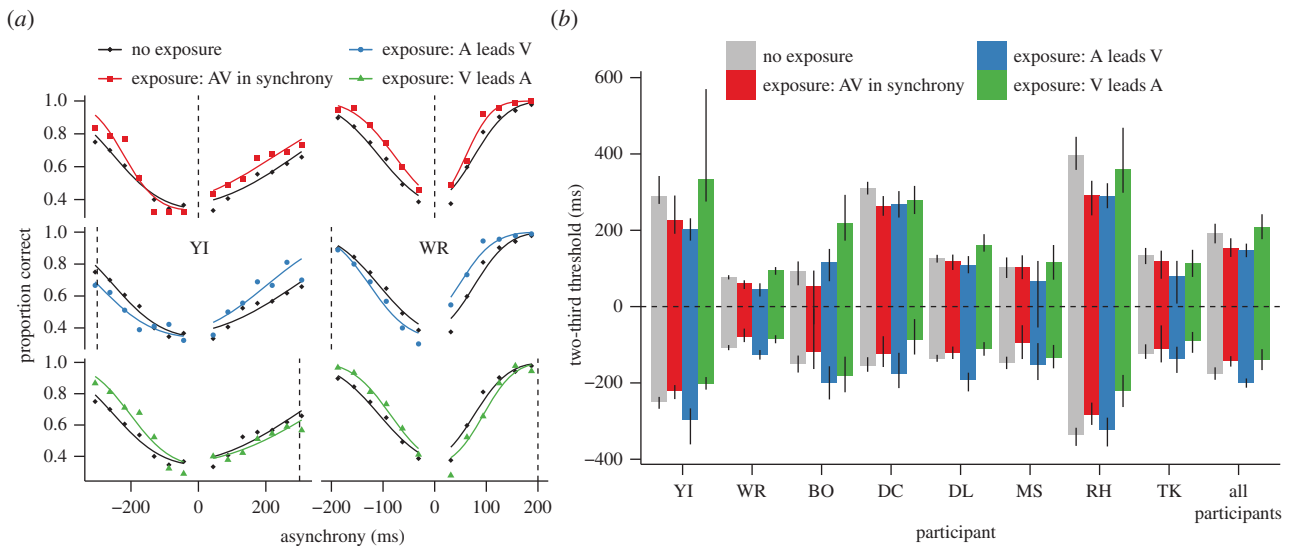 (a)
no exposure
exposure: A leads V
exposure: AV in synchrony
exposure: V leads A
1.0
0.8
0.6
0.4
1.0
0.8
0.6
0.4
1.0
0.8
0.6
0.4
proportion correct
YI
WR
−200
0
200
−200
−100
0
100
200
asynchrony (ms)
(b)
no exposure
exposure: A leads V
exposure: AV in synchrony
exposure: V leads A
600
400
200
0
−200
−400
two-third threshold (ms)
YI
WR
BO
DC
DL
MS
RH
TK
all
participants
participant